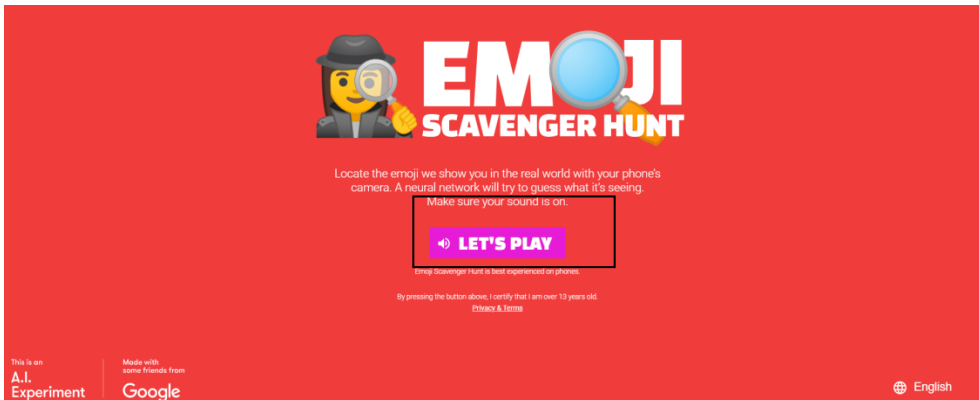 EMOJI
SCAVENGER HUNT
Locate the emoji we show you in the real world with your phone's
camera. A neural network will try to guess what it's seeing.
Make sure your sound is on.
LET'S PLAY
Emoji Scavenger Hunt is best experienced on phones.
By pressing the button above, I certify that I am over 13 years old.
Privacy & Terms
This is an
A.I.
Experiment
Made with
some friends from
Google
English